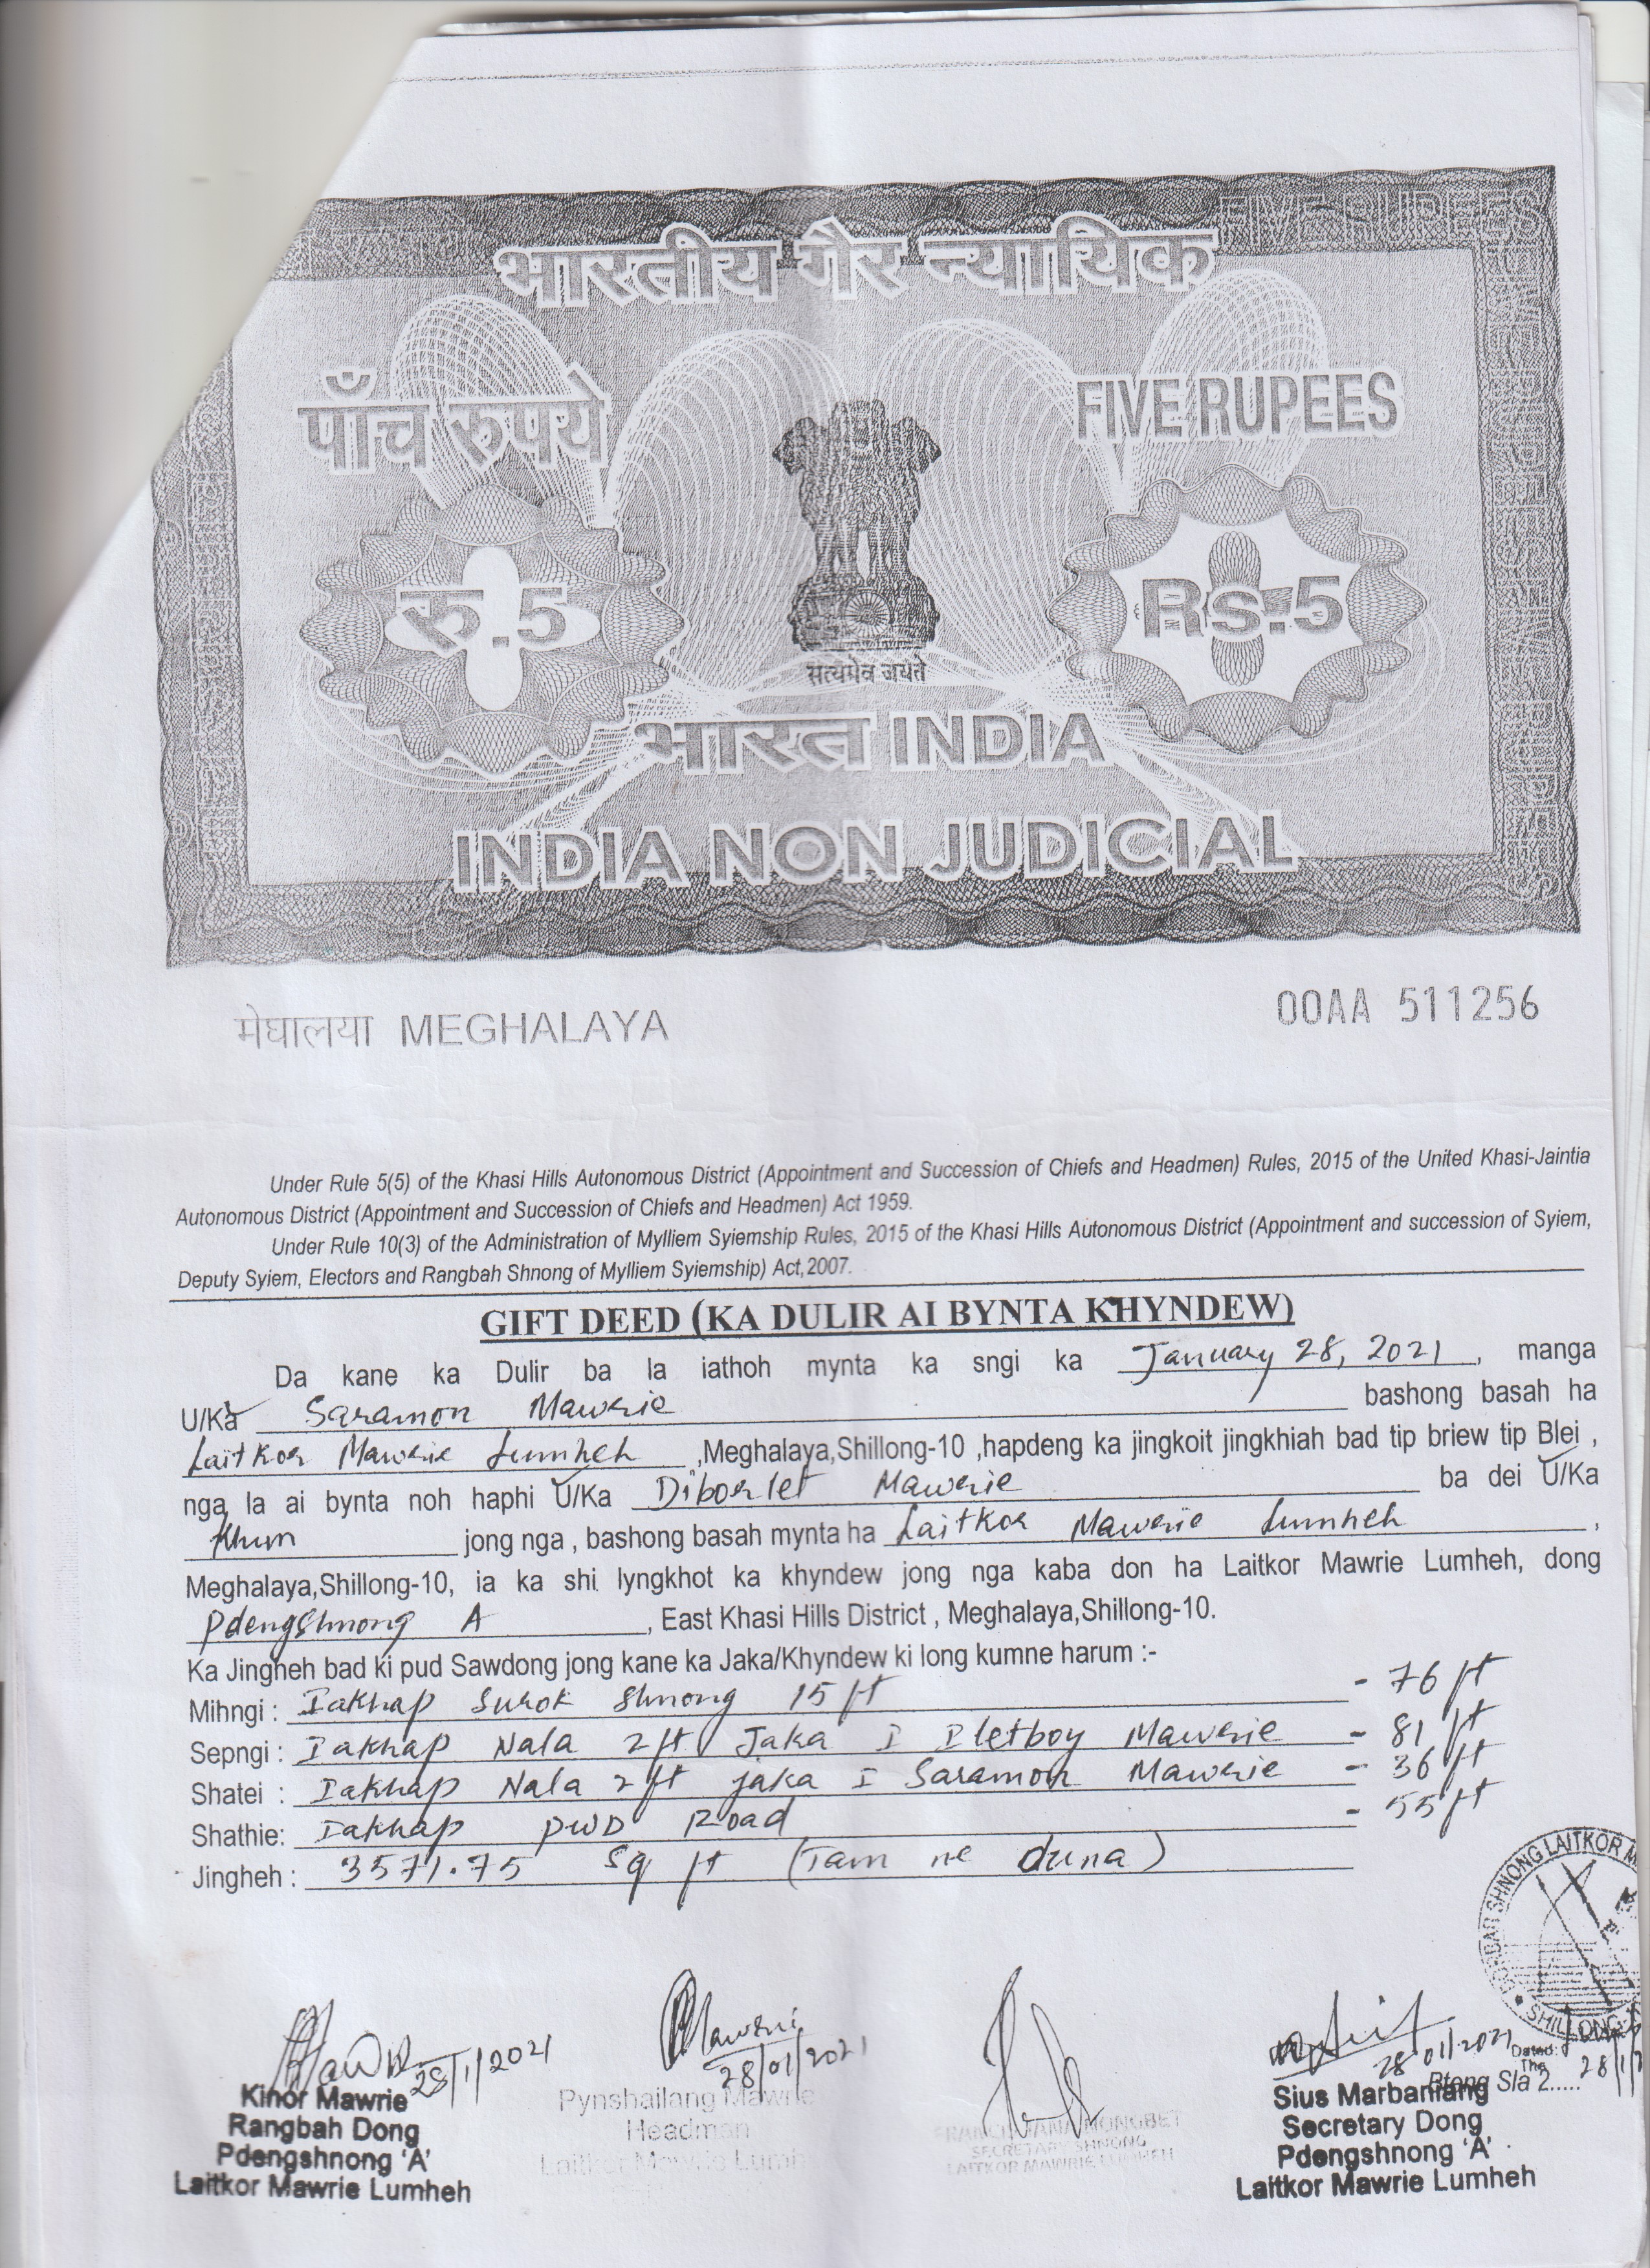 भारतीय गैर न्यायिक
पाँच रुपये
FIVE RUPEES
रु.5
Rs.5
सत्यमेव जयते
भारत INDIA
INDIA NON JUDICIAL
मेघालया MEGHALAYA
00AA 511256
Under Rule 5(5) of the Khasi Hills Autonomous District (Appointment and Succession of Chiefs and Headmen) Rules, 2015 of the United Khasi-Jaintia
Autonomous District (Appointment and Succession of Chiefs and Headmen) Act 1959.
Under Rule 10(3) of the Administration of Mylliem Syiemship Rules, 2015 of the Khasi Hills Autonomous District (Appointment and succession of Syiem,
Deputy Syiem, Electors and Rangbah Shnong of Mylliem Syiemship) Act,2007.
GIFT DEED (KA DULIR AI BYNTA KHYNDEW)
Da kane ka Dulir ba la iathoh mynta ka sngi ka January 28, 2021, manga
U/Ka Saramon Mawrie bashong basah ha
Laitkor Mawrie Lumheh ,Meghalaya,Shillong-10 ,hapdeng ka jingkoit jingkhiah bad tip briew tip Blei ,
nga la ai bynta noh haphi U/Ka Diborlet Mawrie ba dei U/Ka
Khun jong nga , bashong basah mynta ha Laitkor Mawrie Lumheh ,
Meghalaya,Shillong-10, ia ka shi lyngkhot ka khyndew jong nga kaba don ha Laitkor Mawrie Lumheh, dong
Pdengshnong A , East Khasi Hills District , Meghalaya,Shillong-10.
Ka Jingheh bad ki pud Sawdong jong kane ka Jaka/Khyndew ki long kumne harum :-
Mihngi : Iakhap Surok Shnong 15 ft - 76 ft
Sepngi : Iakhap Nala 2 ft Jaka I Iletboy Mawrie - 81 ft
Shatei : Iakhap Nala 2 ft jaka I Saramon Mawrie - 36 ft
Shathie: Iakhap PWD Road - 55 ft
Jingheh : 3571.75 sq ft (Tam ne duna)
28/1/2021
Kinor Mawrie
Rangbah Dong
Pdengshnong 'A'
Laitkor Mawrie Lumheh
28/01/2021
Pynshailang Mawrie
Headman
Laitkor Mawrie Lumh
SECRETARY SHNONG
LAITKOR MAWRIE LUMHEH
28/01/2021
Sius Marbaniang
Secretary Dong
Pdengshnong 'A'
Laitkor Mawrie Lumheh
DORBAR SHNONG LAITKOR M
SHILLONG
Dated:
The
Bteng Sla 2.....